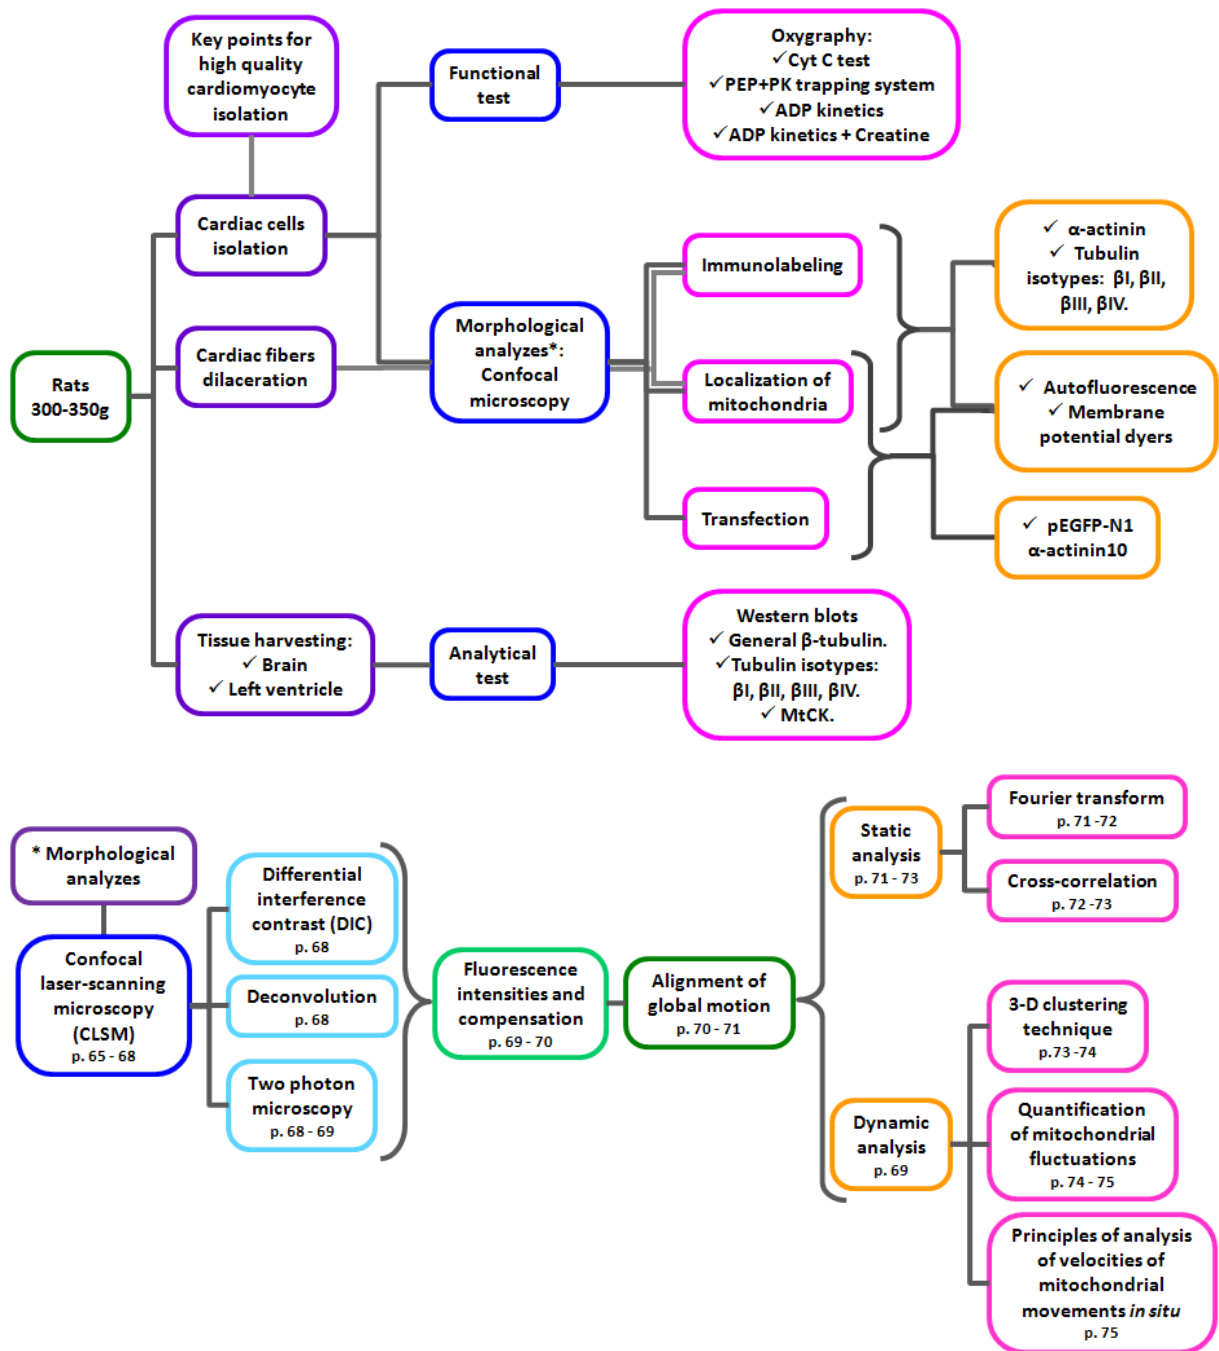 Key points for
high quality
cardiomyocyte
isolation
Functional
test
Oxygraphy:
✓Cyt C test
✓PEP+PK trapping system
✓ADP kinetics
✓ADP kinetics + Creatine
Cardiac cells
isolation
Immunolabeling
✓ α-actinin
✓ Tubulin
isotypes: βI, βII,
βIII, βIV.
Rats
300-350g
Cardiac fibers
dilaceration
Morphological
analyzes*:
Confocal
microscopy
Localization of
mitochondria
✓ Autofluorescence
✓ Membrane
potential dyers
Transfection
✓ pEGFP-N1
α-actinin10
Tissue harvesting:
✓ Brain
✓ Left ventricle
Analytical
test
Western blots
✓ General β-tubulin.
✓Tubulin isotypes:
βI, βII, βIII, βIV.
✓ MtCK.
* Morphological
analyzes
Confocal
laser-scanning
microscopy
(CLSM)
p. 65 - 68
Differential
interference
contrast (DIC)
p. 68
Deconvolution
p. 68
Two photon
microscopy
p. 68 - 69
Fluorescence
intensities and
compensation
p. 69 - 70
Alignment of
global motion
p. 70 - 71
Static
analysis
p. 71 - 73
Fourier transform
p. 71 -72
Cross-correlation
p. 72 -73
Dynamic
analysis
p. 69
3-D clustering
technique
p.73 -74
Quantification
of mitochondrial
fluctuations
p. 74 - 75
Principles of analysis
of velocities of
mitochondrial
movements in situ
p. 75